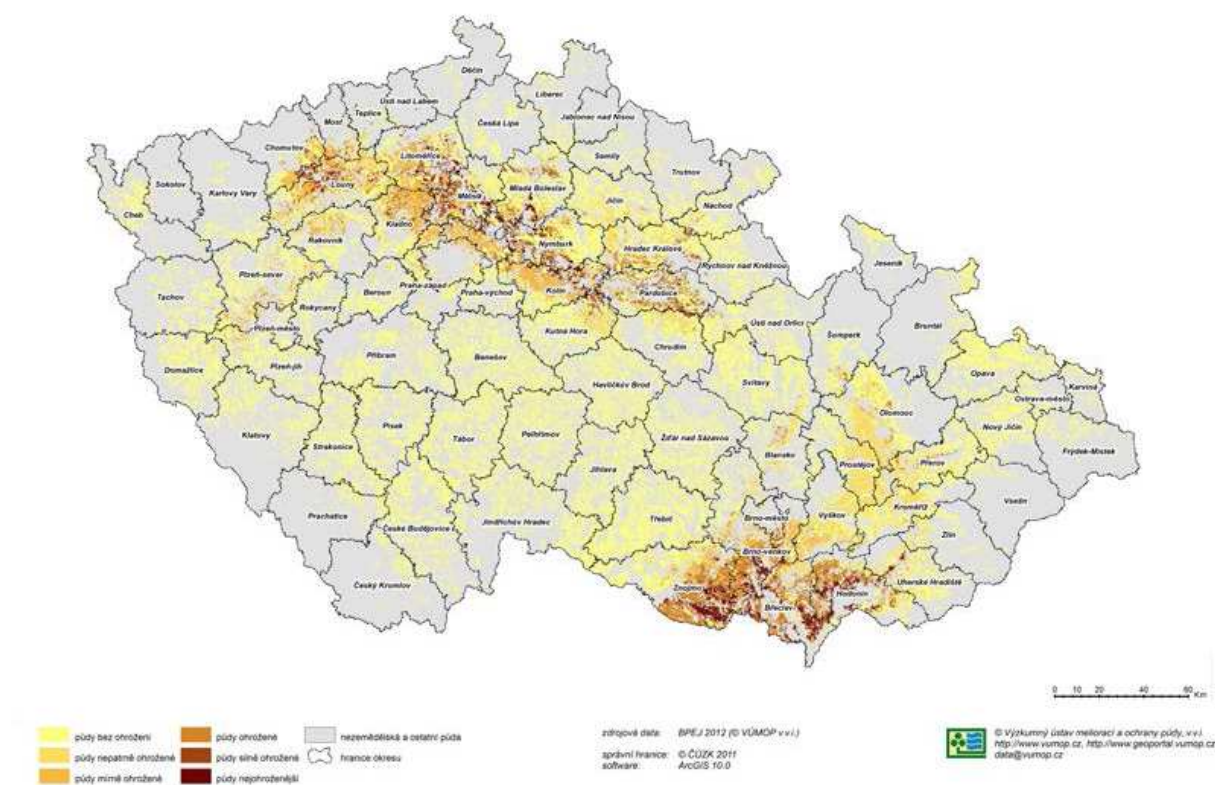 Děčín
Liberec
Ústí nad Labem
Teplice
Most
Česká Lípa
Jablonec nad Nisou
Chomutov
Litoměřice
Semily
Trutnov
Sokolov
Karlovy Vary
Louny
Mělník
Mladá Boleslav
Jičín
Náchod
Cheb
Kladno
Rakovník
Nymburk
Hradec Králové
Rychnov nad Kněžnou
Jeseník
Plzeň-sever
Tachov
Rokycany
Beroun
Praha-západ
Praha-východ
Kolín
Pardubice
Plzeň-město
Kutná Hora
Ústí nad Orlicí
Šumperk
Bruntál
Chrudim
Příbram
Benešov
Domažlice
Plzeň-jih
Opava
Havlíčkův Brod
Svitavy
Karviná
Ostrava-město
Olomouc
Nový Jičín
Klatovy
Písek
Tábor
Pelhřimov
Žďár nad Sázavou
Strakonice
Blansko
Frýdek-Místek
Prostějov
Přerov
Jihlava
Vsetín
Kroměříž
Prachatice
České Budějovice
Jindřichův Hradec
Třebíč
Brno-město
Vyškov
Zlín
Brno-venkov
Český Krumlov
Znojmo
Uherské Hradiště
Hodonín
Břeclav
0 10 20 40 60
Km
půdy bez ohrožení
půdy nepatrně ohrožené
půdy mírně ohrožené
půdy ohrožené
půdy silně ohrožené
půdy nejohroženější
nezemědělská a ostatní půda
hranice okresu
zdrojová data: BPEJ 2012 (© VÚMOP v.v.i.)
správní hranice: © ČÚZK 2011
software: ArcGIS 10.0
© Výzkumný ústav meliorací a ochrany půdy, v.v.i.
http://www.vumop.cz, http://www.geoportal.vumop.cz
data@vumop.cz